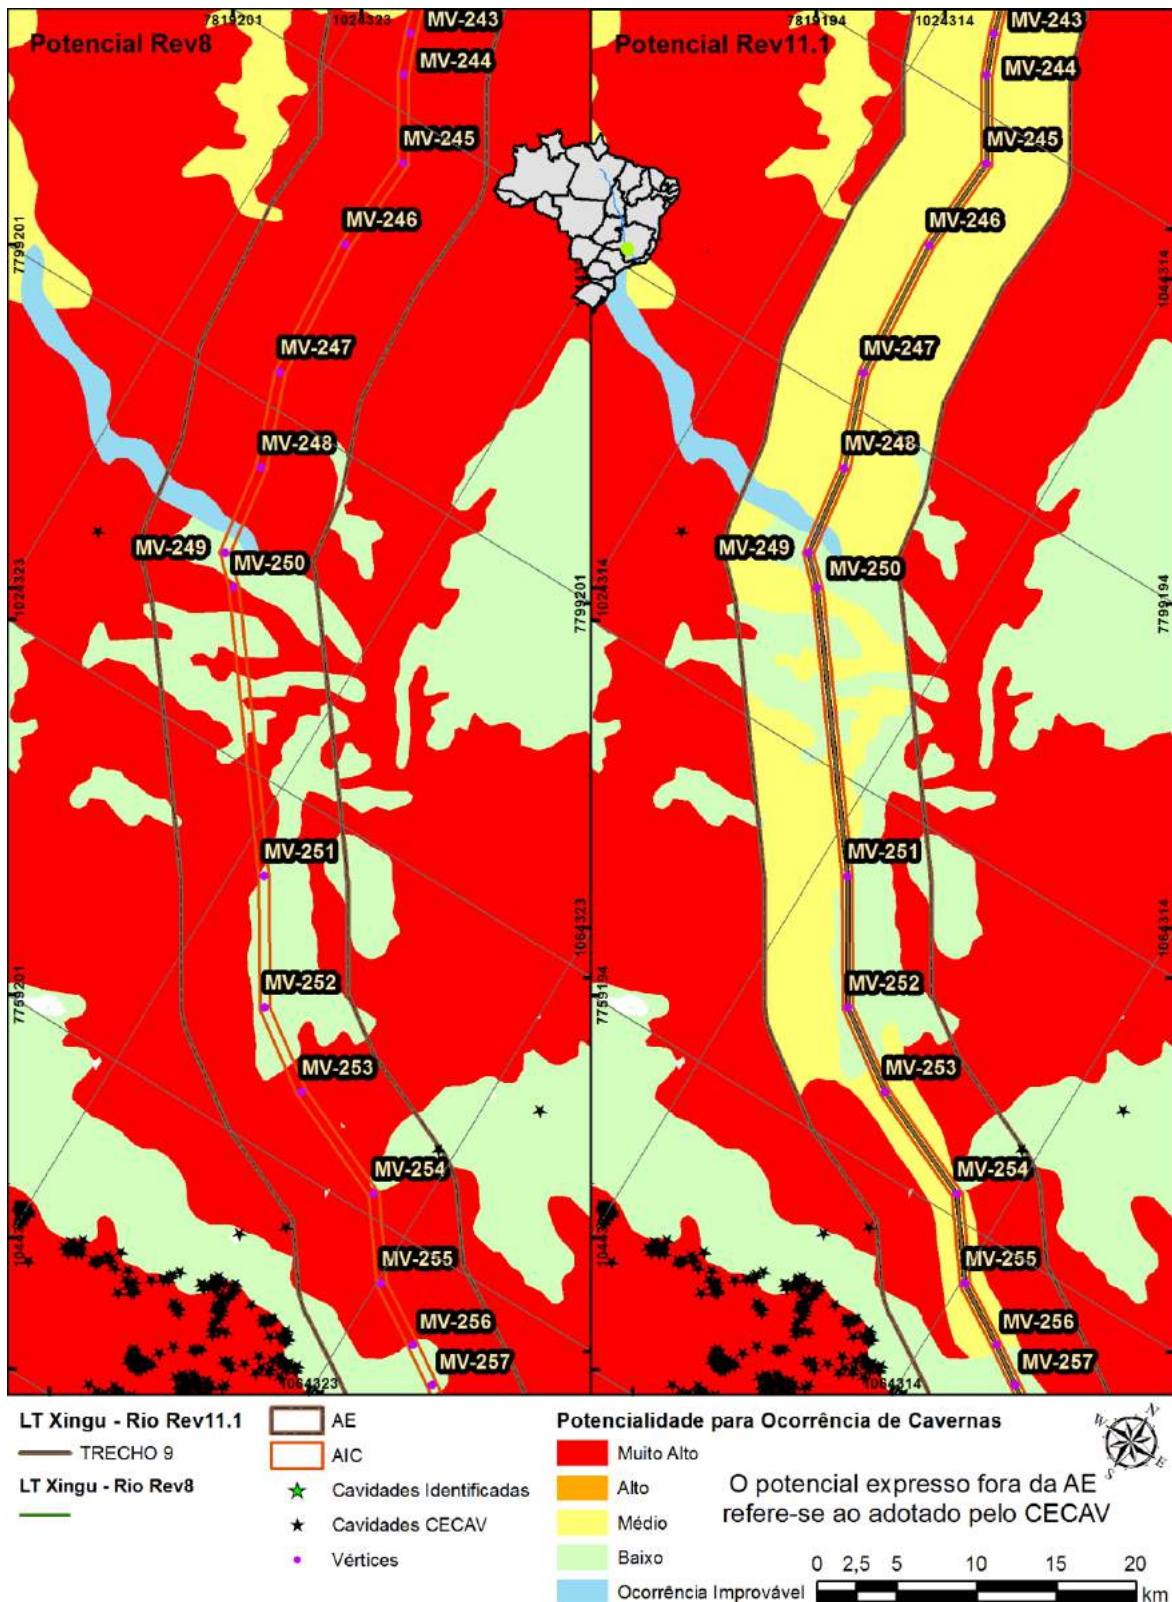 7819201
1024323
Potencial Rev8
MV-243
MV-244
MV-245
MV-246
7799201
MV-247
MV-248
MV-249
MV-250
1024323
7799201
MV-251
1064323
MV-252
7759201
MV-253
MV-254
MV-255
MV-256
MV-257
1064323
7819194
1024314
Potencial Rev11.1
MV-243
MV-244
MV-245
MV-246
1044314
MV-247
MV-248
MV-249
MV-250
1024314
7799194
MV-251
1064314
MV-252
7759194
MV-253
MV-254
MV-255
MV-256
MV-257
1064314
LT Xingu - Rio Rev11.1
TRECHO 9
LT Xingu - Rio Rev8
AE
AIC
Cavidades Identificadas
Cavidades CECAV
Vértices
Potencialidade para Ocorrência de Cavernas
Muito Alto
Alto
Médio
Baixo
Ocorrência Improvável
N
W
E
S
O potencial expresso fora da AE
refere-se ao adotado pelo CECAV
0 2,5 5 10 15 20
km